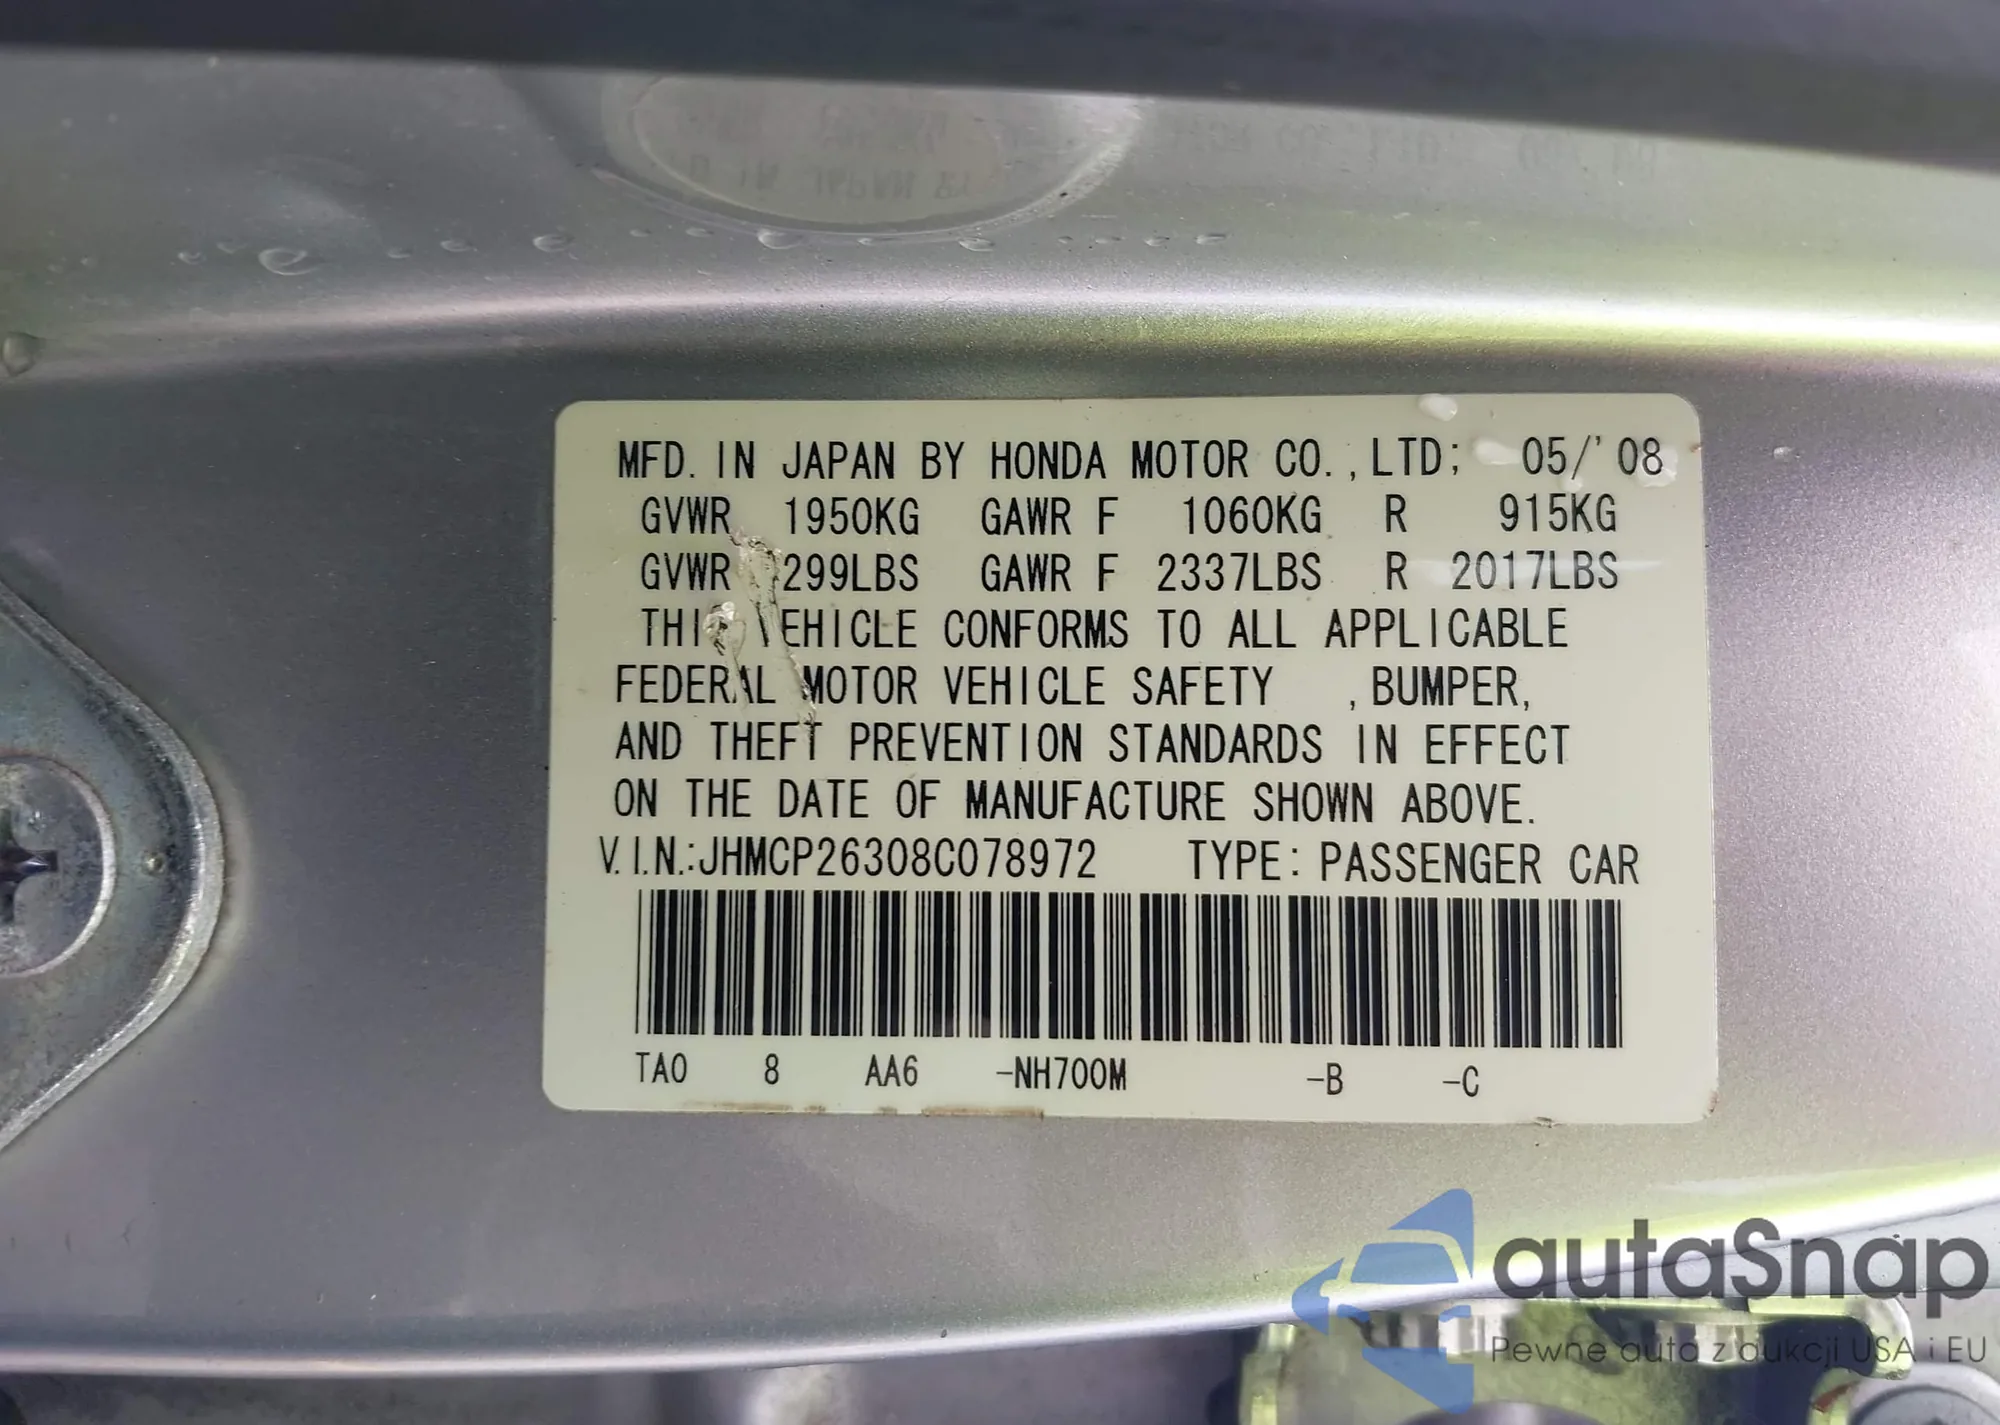 MFD. IN JAPAN BY HONDA MOTOR CO., LTD; 05/'08
GVWR 1950KG GAWR F 1060KG R 915KG
GVWR 299LBS GAWR F 2337LBS R 2017LBS
VEHICLE CONFORMS TO ALL APPLICABLE
FEDERAL MOTOR VEHICLE SAFETY , BUMPER,
AND THEFT PREVENTION STANDARDS IN EFFECT
ON THE DATE OF MANUFACTURE SHOWN ABOVE.
V.I.N.:JHMCP26308C078972 TYPE: PASSENGER CAR
TA0 8 AA6 -NH700M -B -C
autaSnap
Pewne auta z aukcji USA i EU